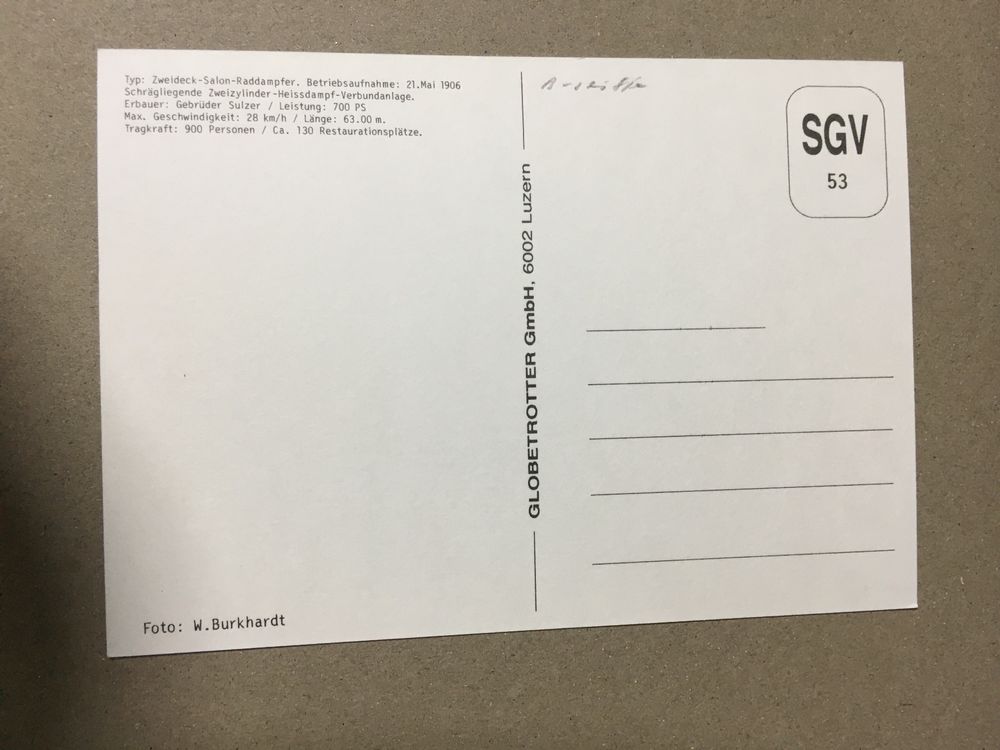 Typ: Zweideck-Salon-Raddampfer. Betriebsaufnahme: 21.Mai 1906
Schrägliegende Zweizylinder-Heissdampf-Verbundanlage.
Erbauer: Gebrüder Sulzer / Leistung: 700 PS
Max. Geschwindigkeit: 28 km/h / Länge: 63.00 m.
Tragkraft: 900 Personen / Ca. 130 Restaurationsplätze.
Foto: W.Burkhardt
GLOBETROTTER GmbH, 6002 Luzern
SGV
53